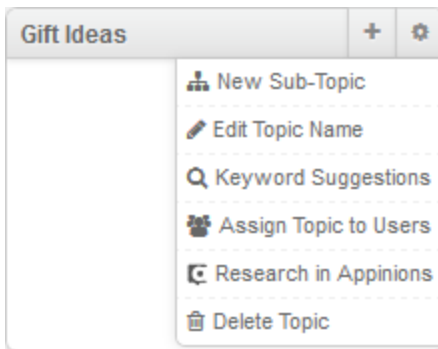 Gift Ideas
New Sub-Topic
Edit Topic Name
Keyword Suggestions
Assign Topic to Users
Research in Appinions
Delete Topic